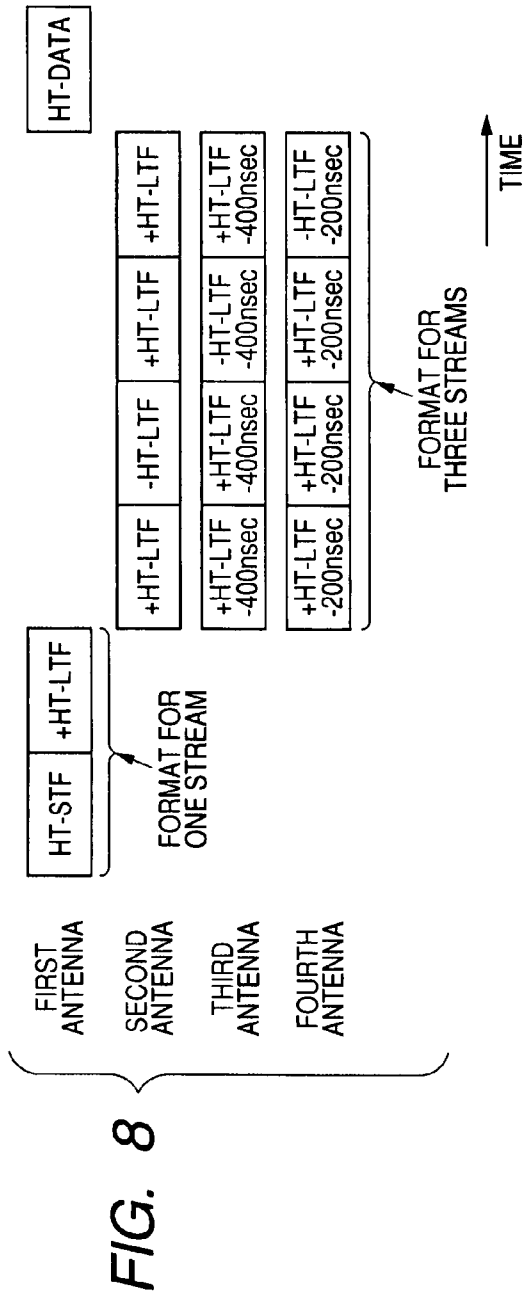 FIG. 8
FIRST
ANTENNA
HT-STF
+HT-LTF
HT-DATA
FORMAT FOR
ONE STREAM
SECOND
ANTENNA
+HT-LTF
-HT-LTF
+HT-LTF
+HT-LTF
THIRD
ANTENNA
+HT-LTF
-400nsec
+HT-LTF
-400nsec
-HT-LTF
-400nsec
+HT-LTF
-400nsec
FOURTH
ANTENNA
+HT-LTF
-200nsec
+HT-LTF
-200nsec
+HT-LTF
-200nsec
-HT-LTF
-200nsec
FORMAT FOR
THREE STREAMS
TIME